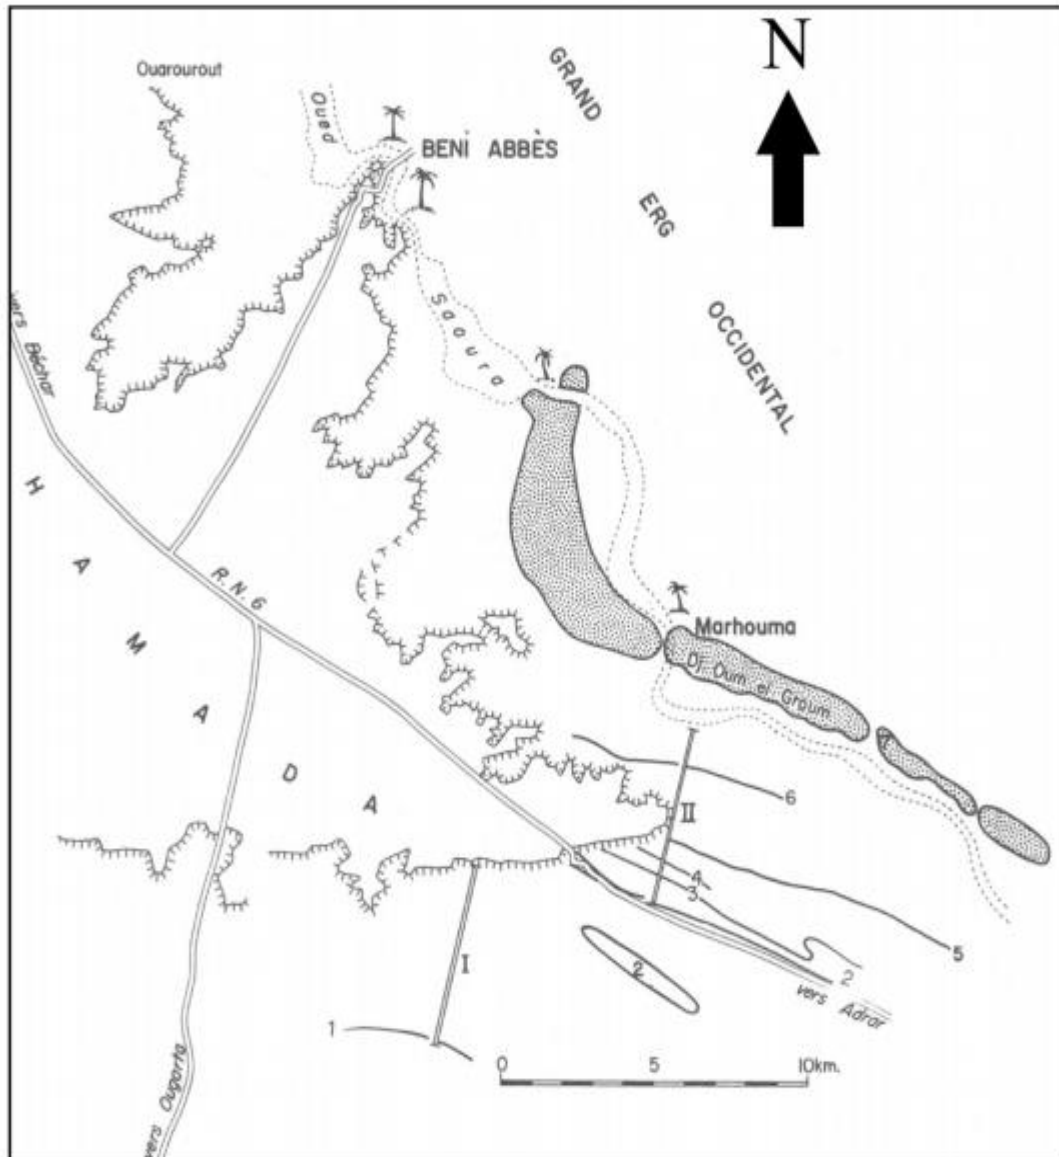 N
GRAND
ERG
OCCIDENTAL
Ouarourout
Oued
BENİ ABBÈS
Saoura
vers Béchar
HAMADA
R.N.6
Marhouma
Dj. Oum el Graum
6
II
4
3
5
2
2
I
1
vers Adrar
vers Ougarta
0 5 10km.